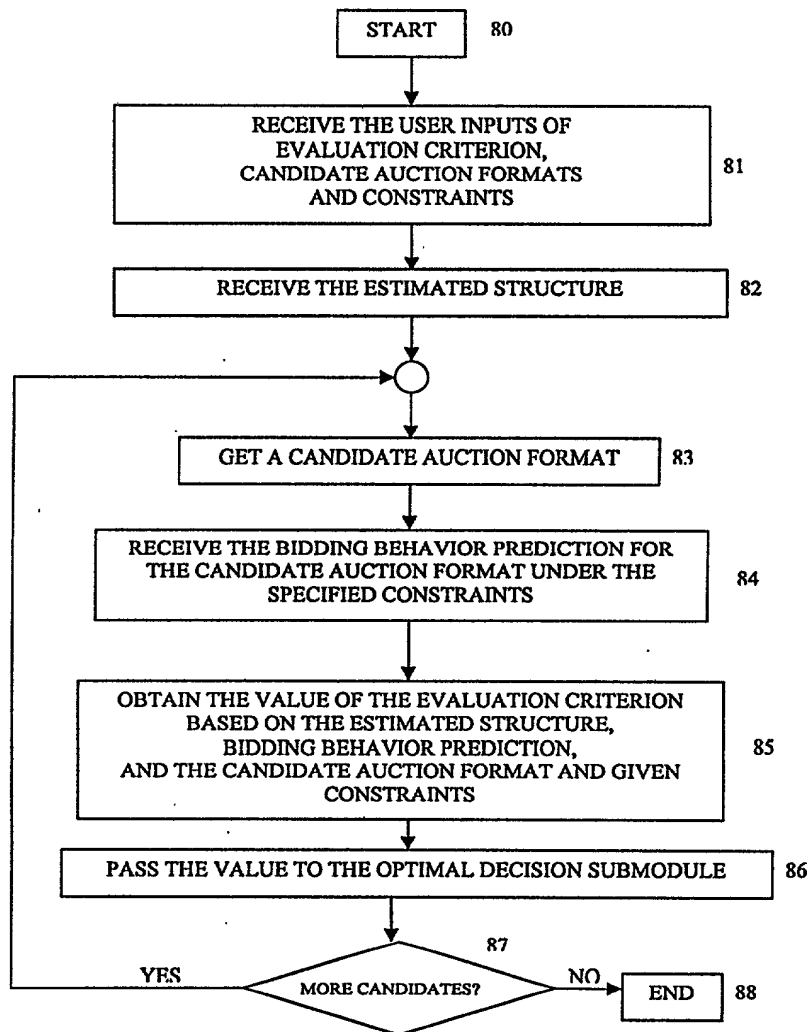 START 80
RECEIVE THE USER INPUTS OF
EVALUATION CRITERION,
CANDIDATE AUCTION FORMATS
AND CONSTRAINTS
81
RECEIVE THE ESTIMATED STRUCTURE 82
GET A CANDIDATE AUCTION FORMAT 83
RECEIVE THE BIDDING BEHAVIOR PREDICTION FOR
THE CANDIDATE AUCTION FORMAT UNDER THE
SPECIFIED CONSTRAINTS
84
OBTAIN THE VALUE OF THE EVALUATION CRITERION
BASED ON THE ESTIMATED STRUCTURE,
BIDDING BEHAVIOR PREDICTION,
AND THE CANDIDATE AUCTION FORMAT AND GIVEN
CONSTRAINTS
85
PASS THE VALUE TO THE OPTIMAL DECISION SUBMODULE 86
87
YES
MORE CANDIDATES?
NO
END 88